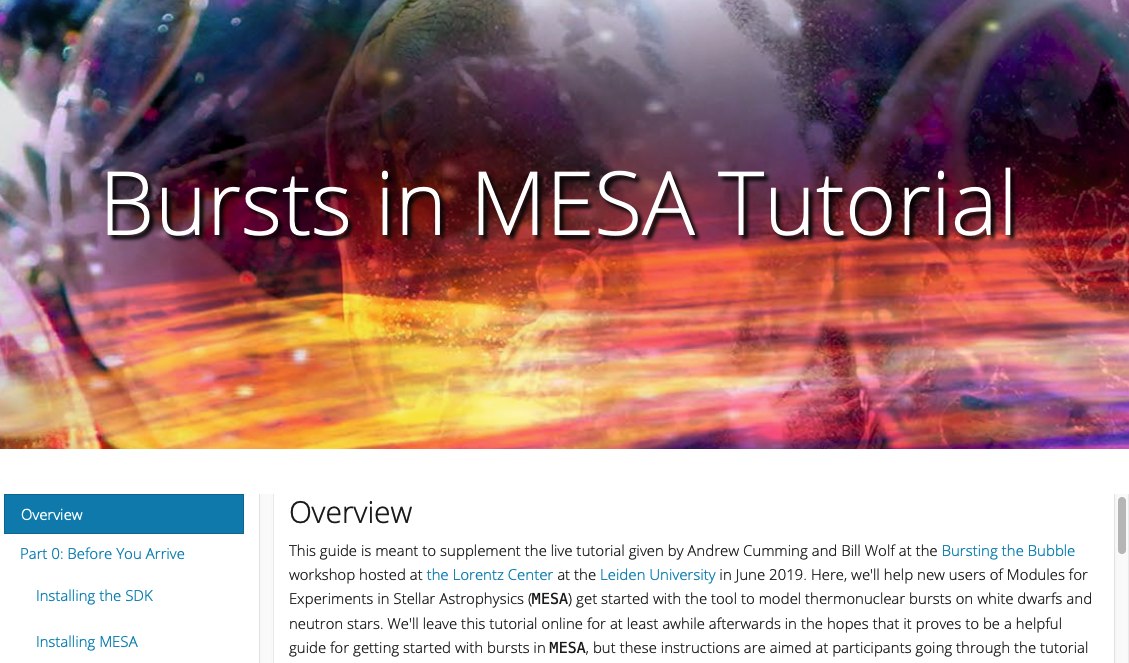 Bursts in MESA Tutorial
Overview
Part 0: Before You Arrive
Installing the SDK
Installing MESA
Overview
This guide is meant to supplement the live tutorial given by Andrew Cumming and Bill Wolf at the Bursting the Bubble
workshop hosted at the Lorentz Center at the Leiden University in June 2019. Here, we'll help new users of Modules for
Experiments in Stellar Astrophysics (MESA) get started with the tool to model thermonuclear bursts on white dwarfs and
neutron stars. We'll leave this tutorial online for at least awhile afterwards in the hopes that it proves to be a helpful
guide for getting started with bursts in MESA, but these instructions are aimed at participants going through the tutorial